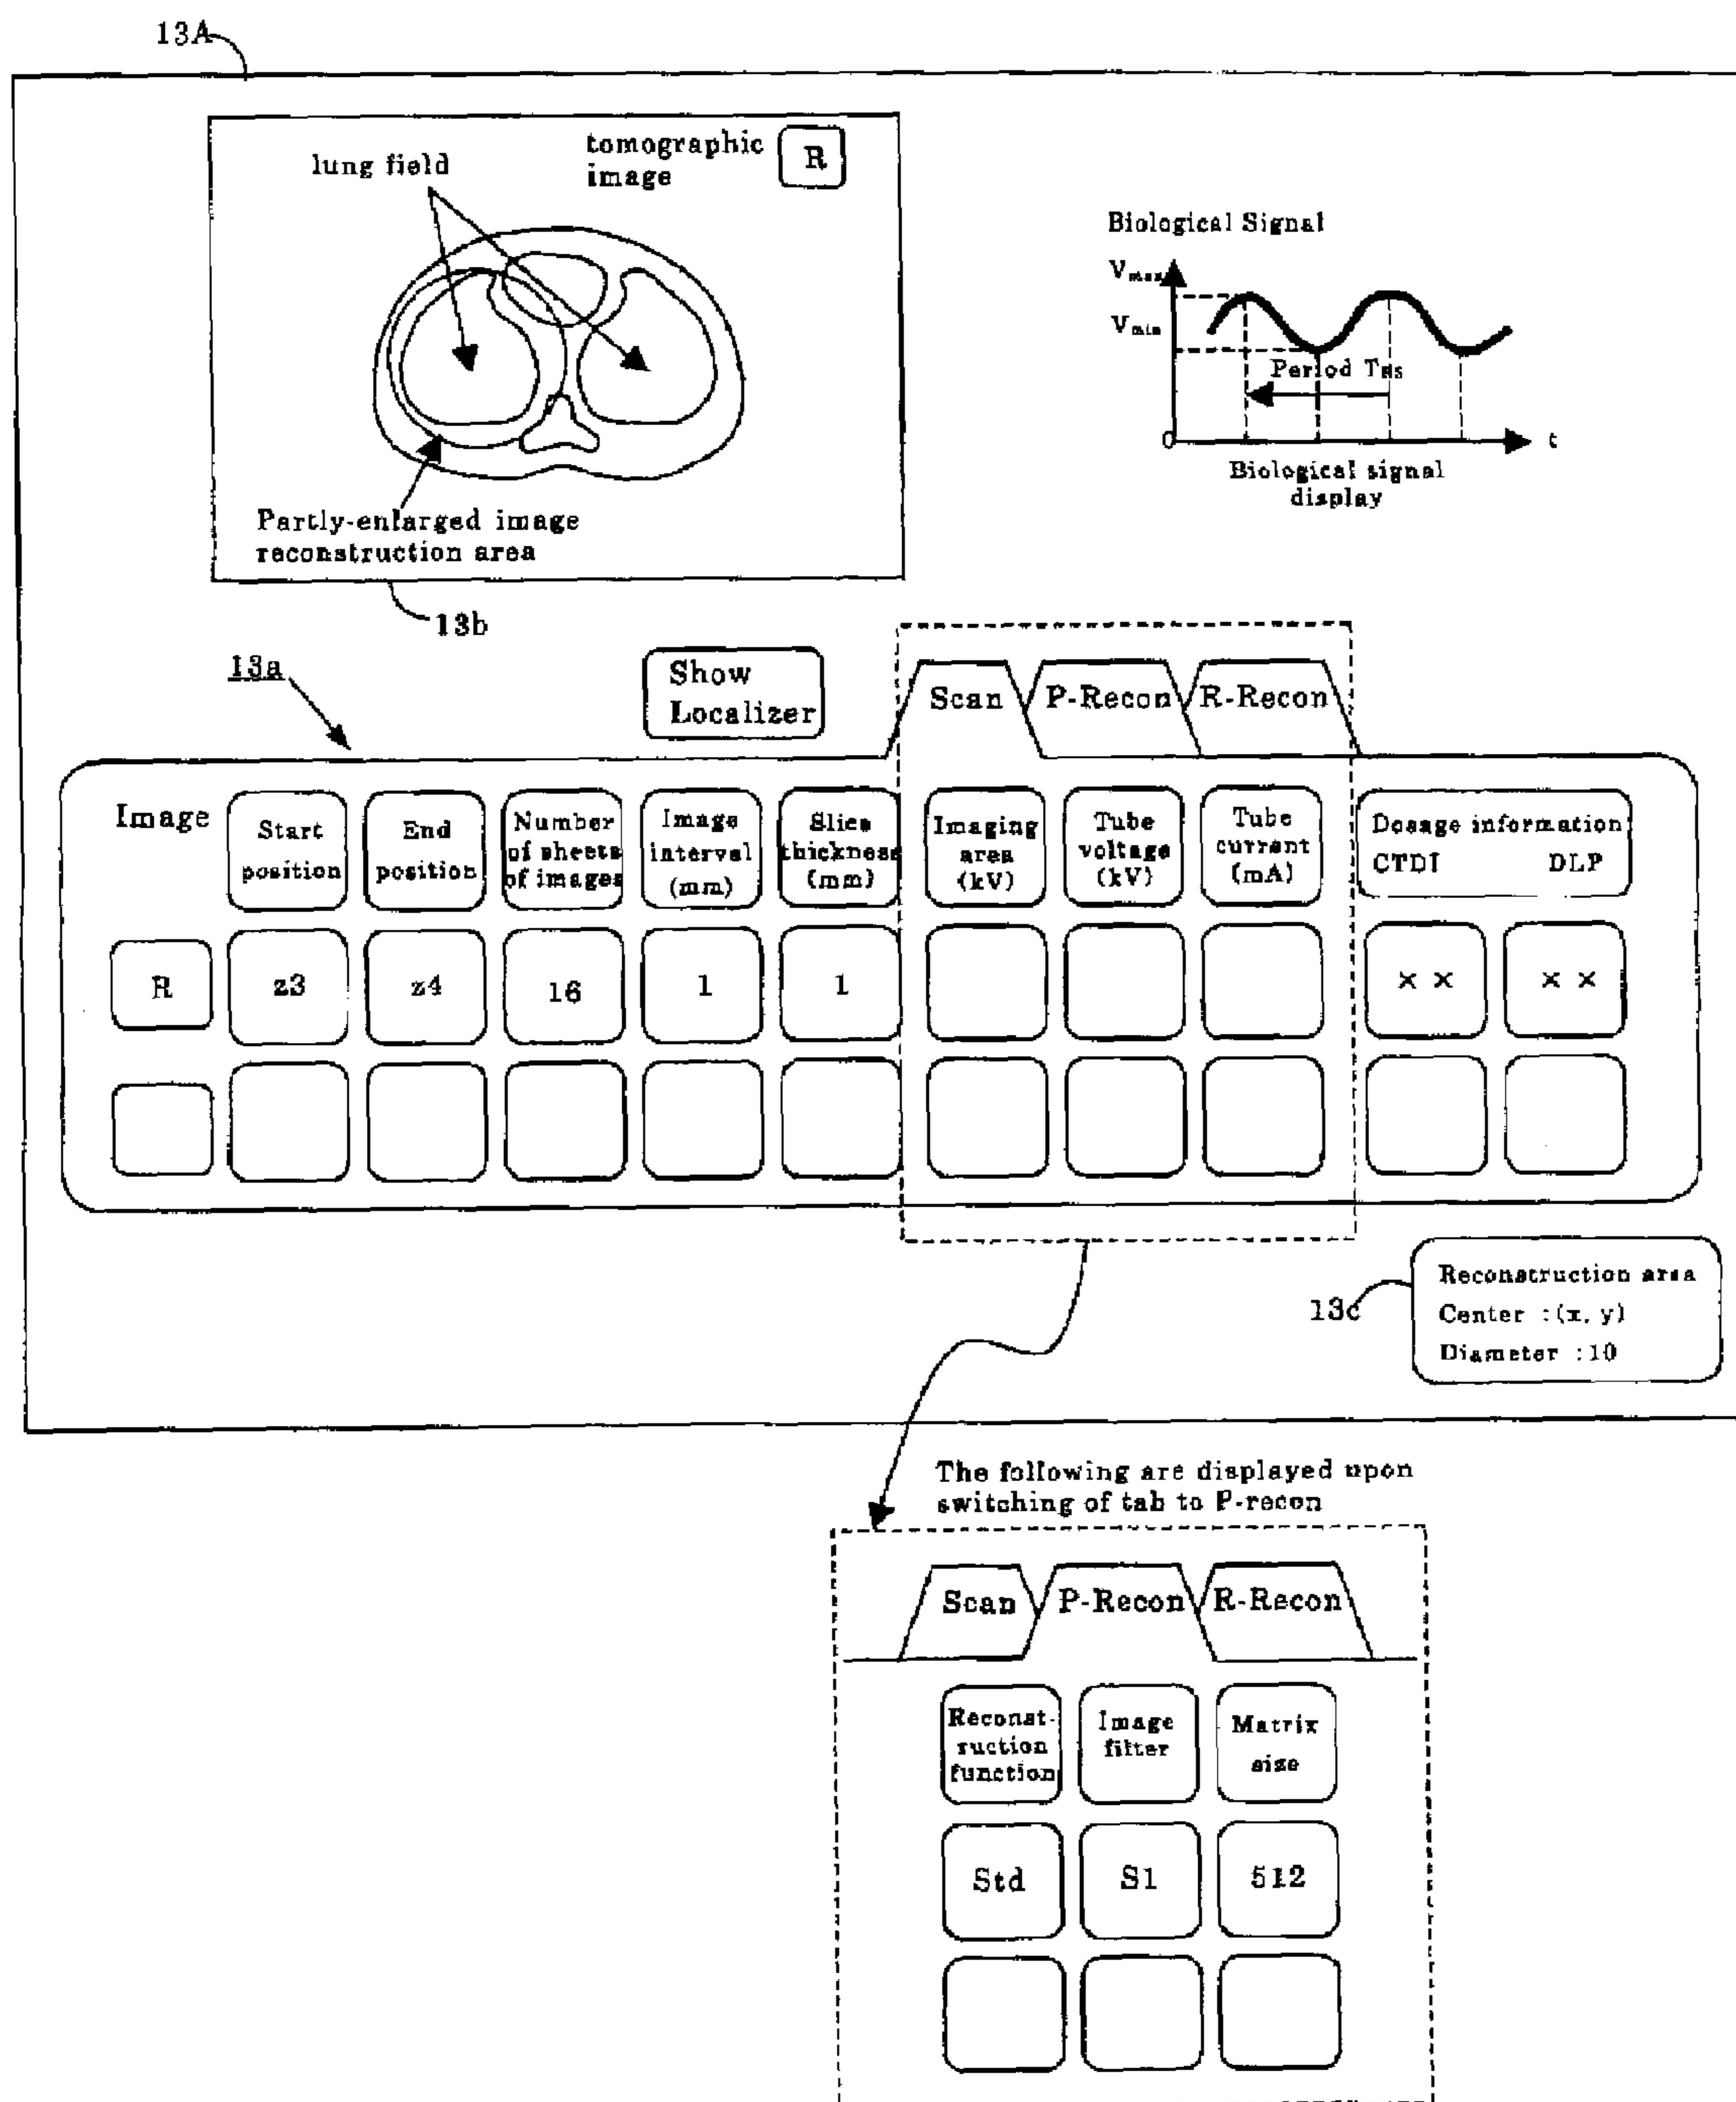 13A
lung field
tomographic
image
R
Partly-enlarged image
reconstruction area
13b
Biological Signal
Vmax
Vmin
Period TBS
0
t
Biological signal
display
13a
Show
Localizer
Scan
P-Recon
R-Recon
Image
Start
position
End
position
Number
of sheets
of images
Image
interval
(mm)
Slice
thickness
(mm)
Imaging
area
(kV)
Tube
voltage
(kV)
Tube
current
(mA)
Dosage information
CTDI DLP
R
z3
z4
16
1
1
× ×
× ×
13c
Reconstruction area
Center :(x, y)
Diameter :10
The following are displayed upon
switching of tab to P-recon
Scan
P-Recon
R-Recon
Reconst-
ruction
function
Image
filter
Matrix
size
Std
S1
512